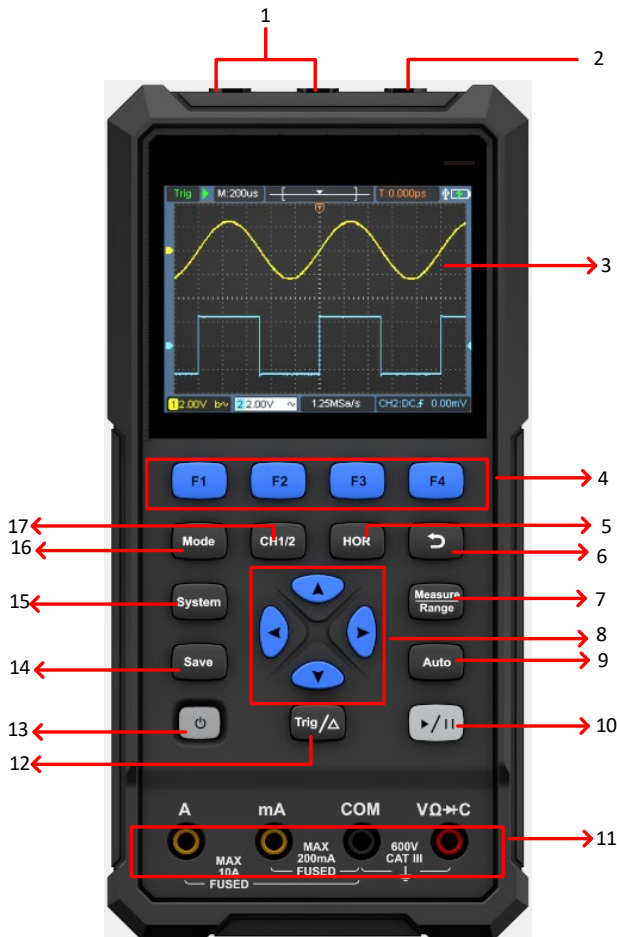 1
2
Trig M:200us T:0.000ps
3
1 2.00V 2 2.00V 1.25MSa/s CH2:DC 0.00mV
F1 F2 F3 F4
4
17
5
Mode CH1/2 HOR
16
6
System
Measure
Range
15
7
8
Save
Auto
14
9
13
Trig/△
10
12
A mA COM VΩC
11
MAX
10A
FUSED
MAX
200mA
FUSED
600V
CAT III